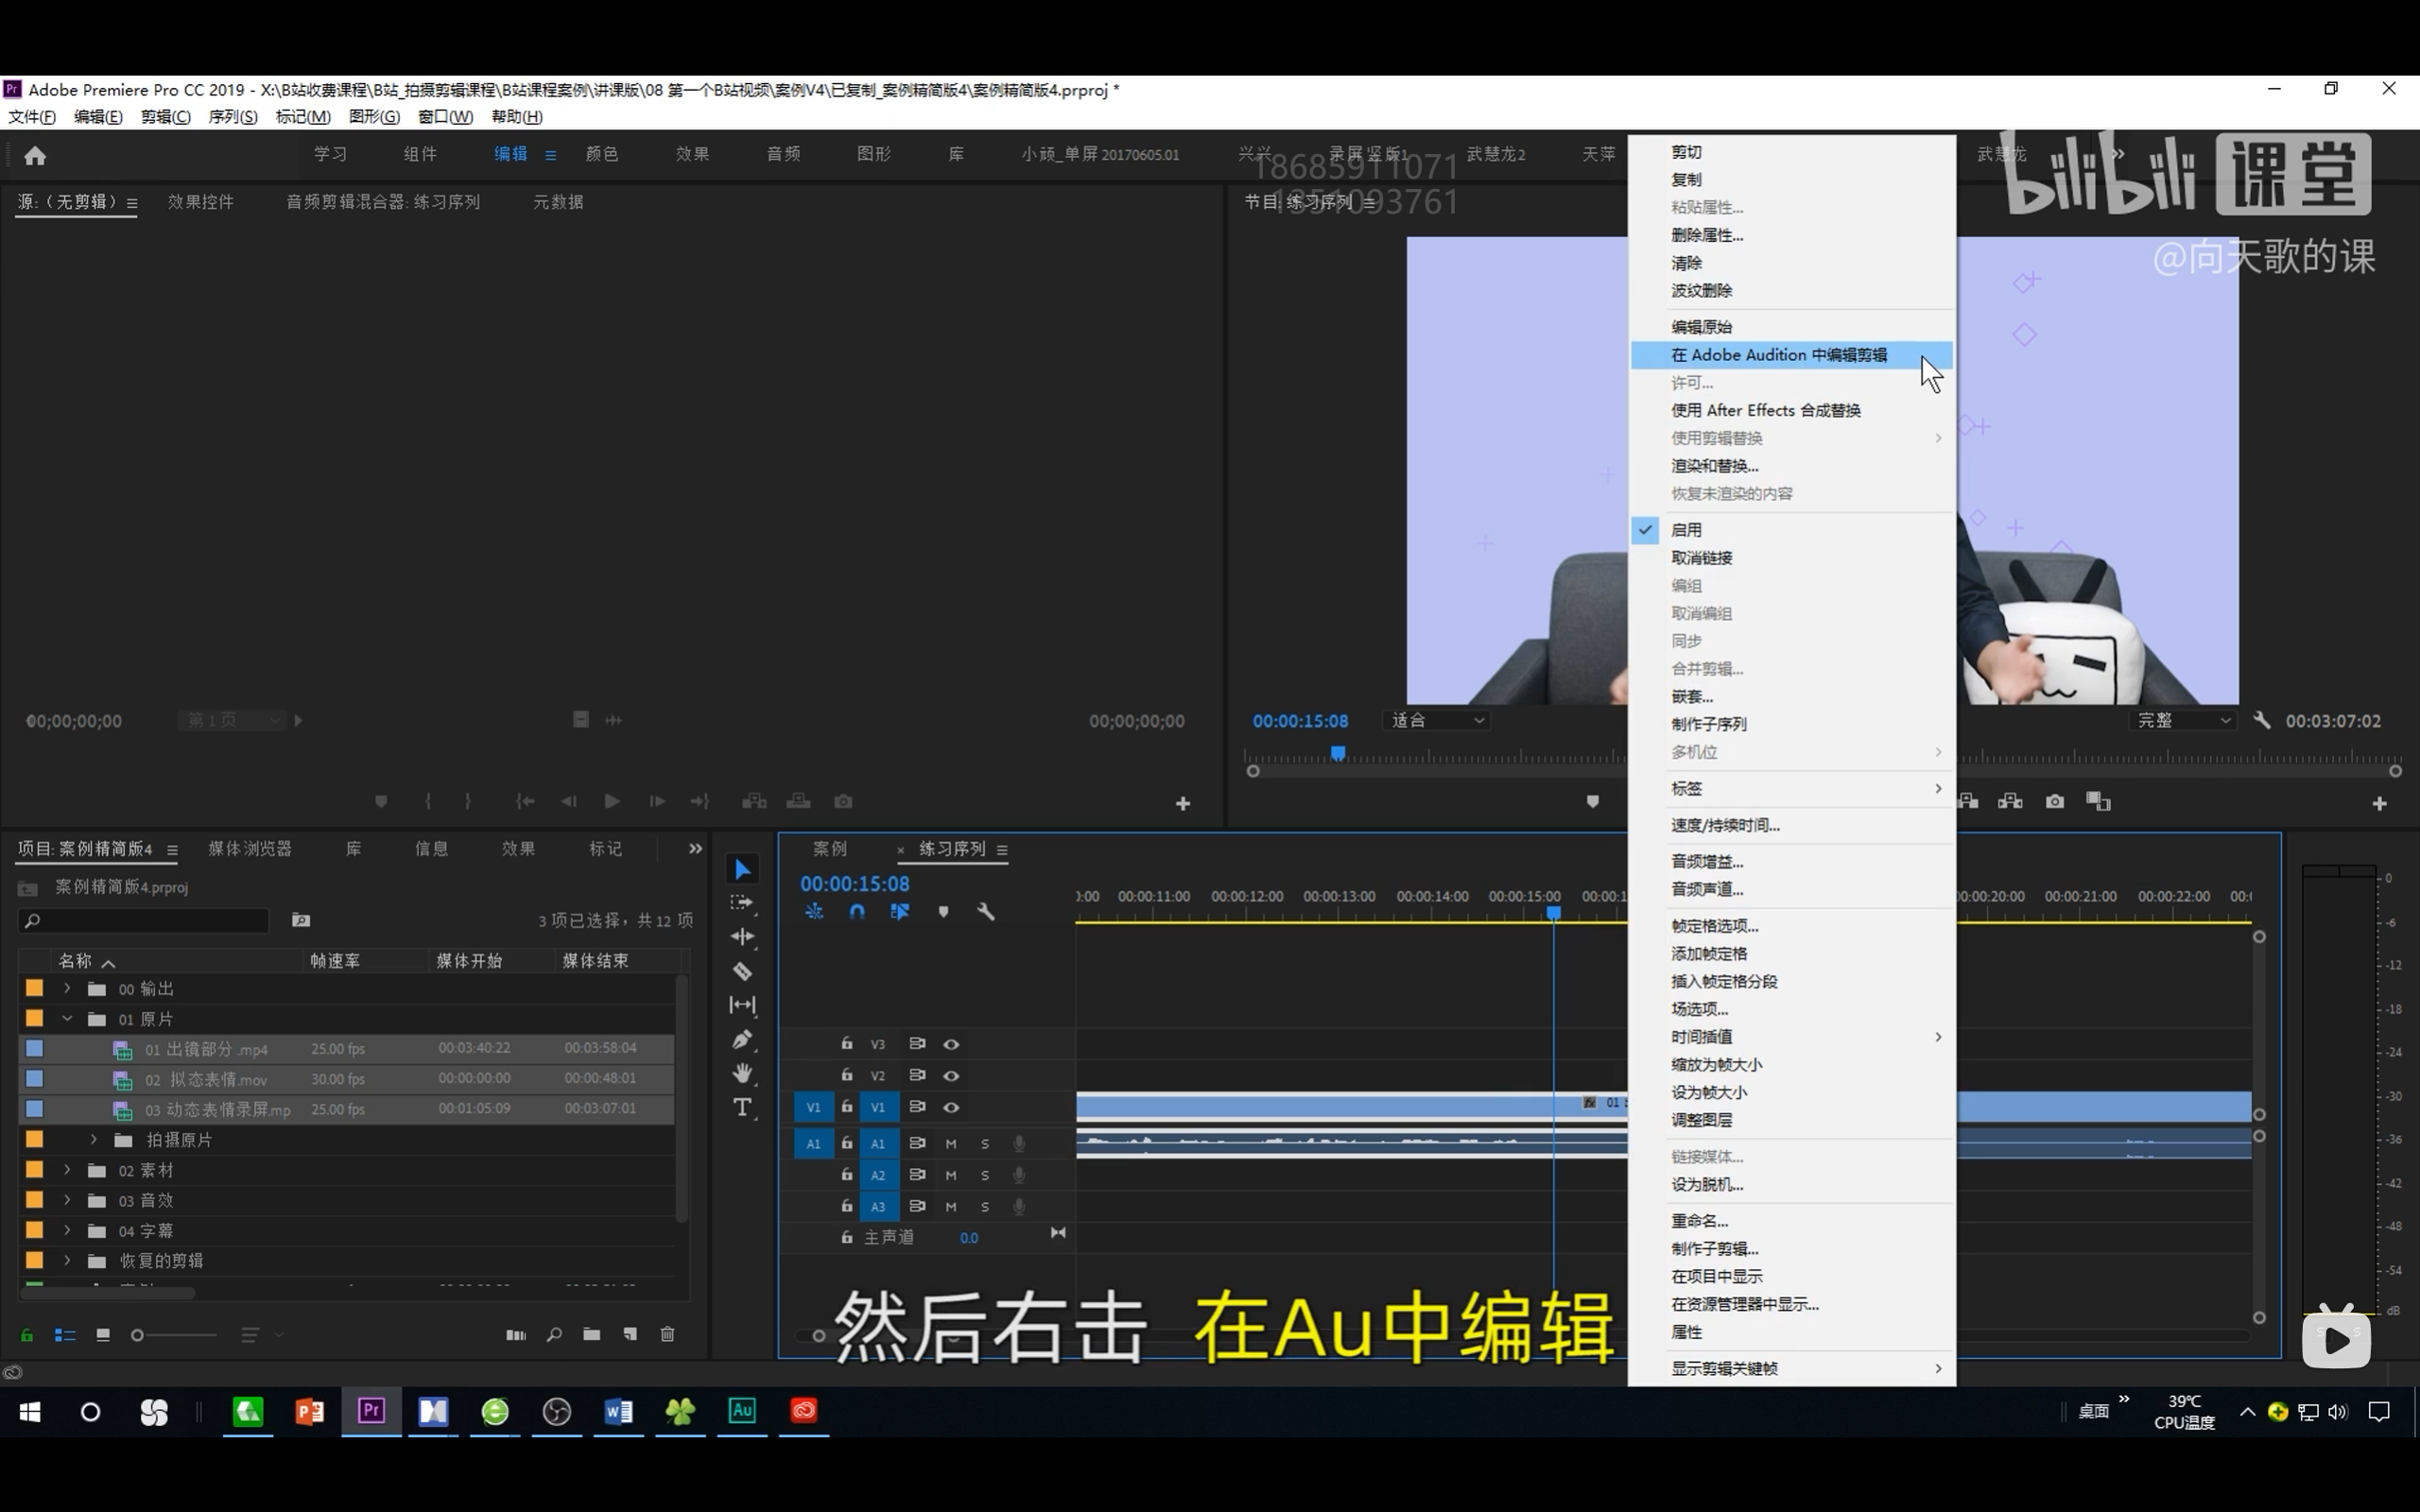 Adobe Premiere Pro CC 2019 - X:\B站收费课程\B站_拍摄剪辑课程\B站课程案例\讲课版\08 第一个B站视频\案例V4\已复制_案例精简版4\案例精简版4.prproj *
文件(F) 编辑(E) 剪辑(C) 序列(S) 标记(M) 图形(G) 窗口(W) 帮助(H)
学习 组件 编辑 颜色 效果 音频 图形 库 小顽_单屏20170605.01 兴兴 录屏竖版1 武慧龙2 天萍 武慧龙
18685911071
1351093761
bilibili 课堂
@向天歌的课
源:（无剪辑） 效果控件 音频剪辑混合器: 练习序列 元数据
节目: 练习序列
00;00;00;00 第1页 00;00;00;00
00:00:15:08 适合 完整 00:03:07:02
剪切
复制
粘贴属性...
删除属性...
清除
波纹删除
编辑原始
在 Adobe Audition 中编辑剪辑
许可...
使用 After Effects 合成替换
使用剪辑替换
渲染和替换...
恢复未渲染的内容
启用
取消链接
编组
取消编组
同步
合并剪辑...
嵌套...
制作子序列
多机位
标签
速度/持续时间...
音频增益...
音频声道...
帧定格选项...
添加帧定格
插入帧定格分段
场选项...
时间插值
缩放为帧大小
设为帧大小
调整图层
链接媒体...
设为脱机...
重命名...
制作子剪辑...
在项目中显示
在资源管理器中显示...
属性
显示剪辑关键帧
项目: 案例精简版4 媒体浏览器 库 信息 效果 标记
案例精简版4.prproj
3 项已选择，共 12 项
名称 帧速率 媒体开始 媒体结束
00 输出
01 原片
01 出镜部分 .mp4 25.00 fps 00:03:40:22 00:03:58:04
02 拟态表情.mov 30.00 fps 00:00:00:00 00:00:48:01
03 动态表情录屏.mp 25.00 fps 00:01:05:09 00:03:07:01
拍摄原片
02 素材
03 音效
04 字幕
恢复的剪辑
案例 × 练习序列
00:00:15:08
00:00:11:00 00:00:12:00 00:00:13:00 00:00:14:00 00:00:15:00 00:00:20:00 00:00:21:00 00:00:22:00
V3
V2
V1 V1 fx 01
A1 A1 M S
A2 M S
A3 M S
主声道 0.0
0
-6
-12
-18
-24
-30
-36
-42
-48
-54
dB
然后右击 在Au中编辑
Pr Au
桌面 39℃
CPU温度